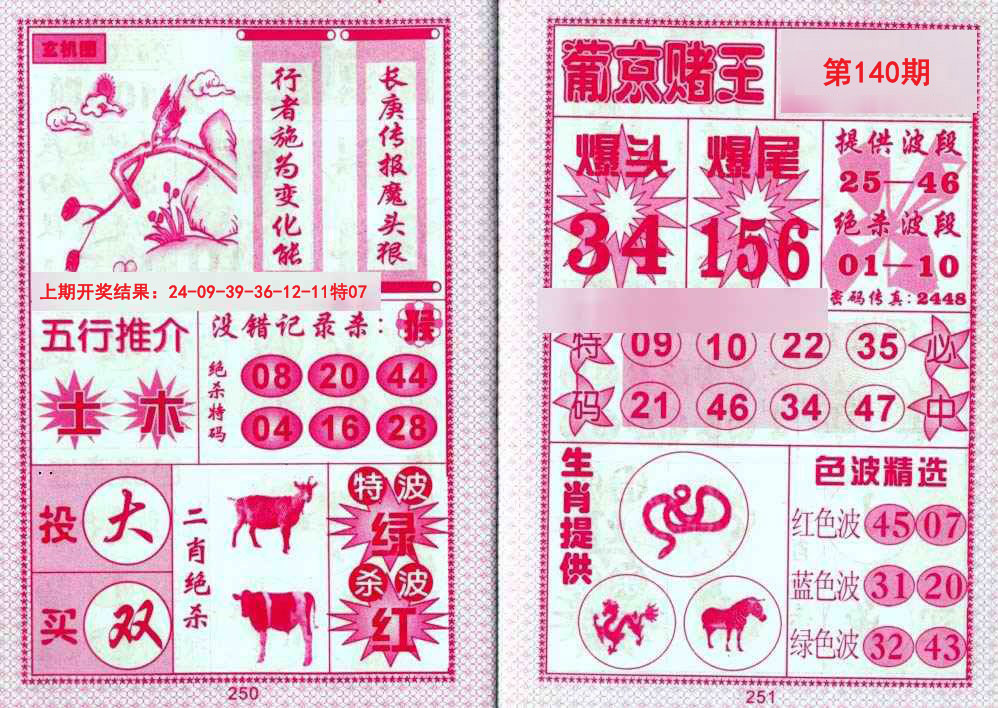 玄机图
行者施为变化能
长庚传报魔头狠
上期开奖结果：24-09-39-36-12-11特07
五行推介
土 木
没错记录杀：猴
绝杀特码
08 20 44
04 16 28
投 大
买 双
二肖绝杀
特波
绿
杀波
红
250
葡京赌王
第140期
爆头
34
爆尾
156
提供波段
25—46
绝杀波段
01—10
密码传真:2448
特码
09 10 22 35
21 46 34 47
必中
生肖提供
色波精选
红色波 45 07
蓝色波 31 20
绿色波 32 43
251